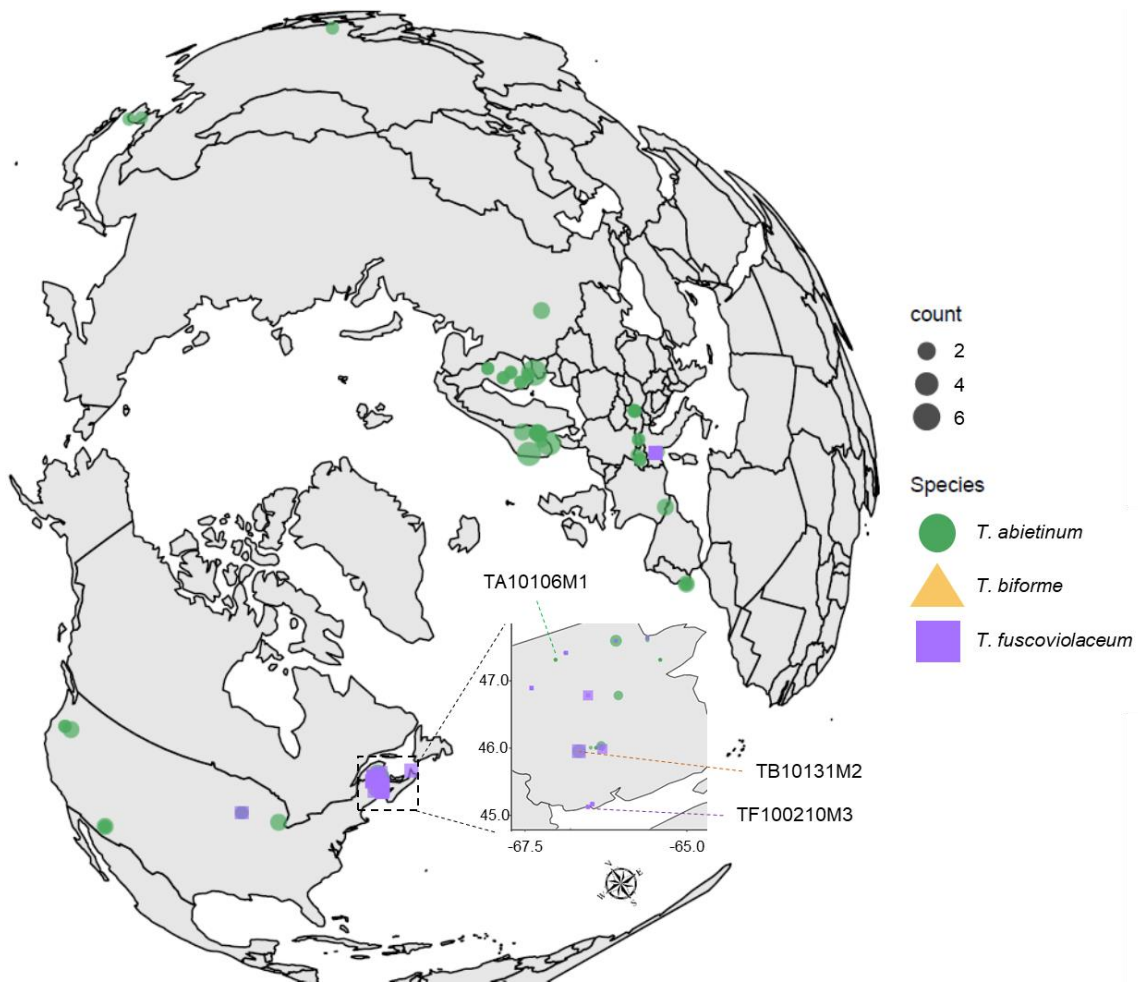 count
2
4
6
Species
T. abietinum
T. biforme
T. fuscoviolaceum
TA10106M1
47.0
46.0
45.0
-67.5
-65.0
TB10131M2
TF100210M3
E
W
S